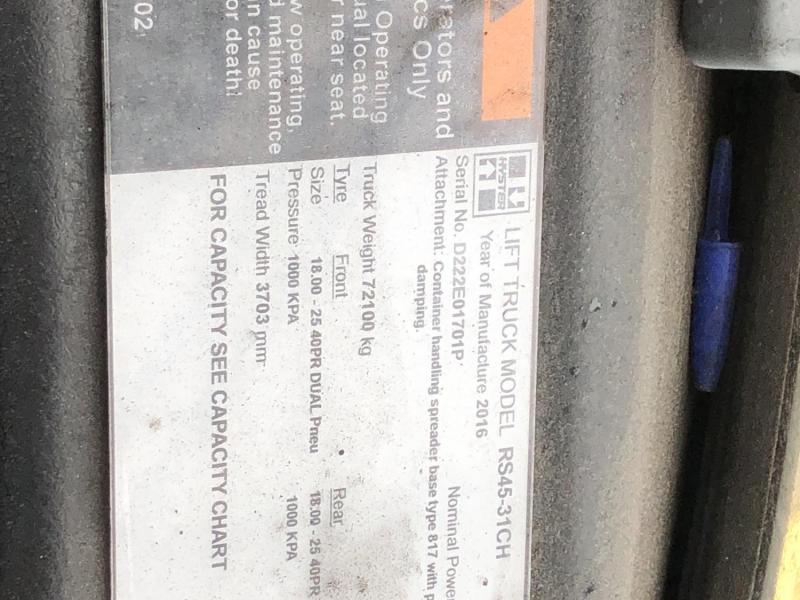 rators and
cs Only
Operating
ual located
r near seat.
w operating,
d maintenance
n cause
or death!
02
HYSTER
LIFT TRUCK MODEL RS45-31CH
Year of Manufacture 2016 Nominal Power
Serial No. D222E01701P
Attachment: Container handling spreader base type 817 with p
damping.
Truck Weight 72100 kg
Tyre Front Rear
Size 18.00 - 25 40PR DUAL Pneu 18.00 - 25 40PR
Pressure 1000 KPA 1000 KPA
Tread Width 3703 mm
FOR CAPACITY SEE CAPACITY CHART